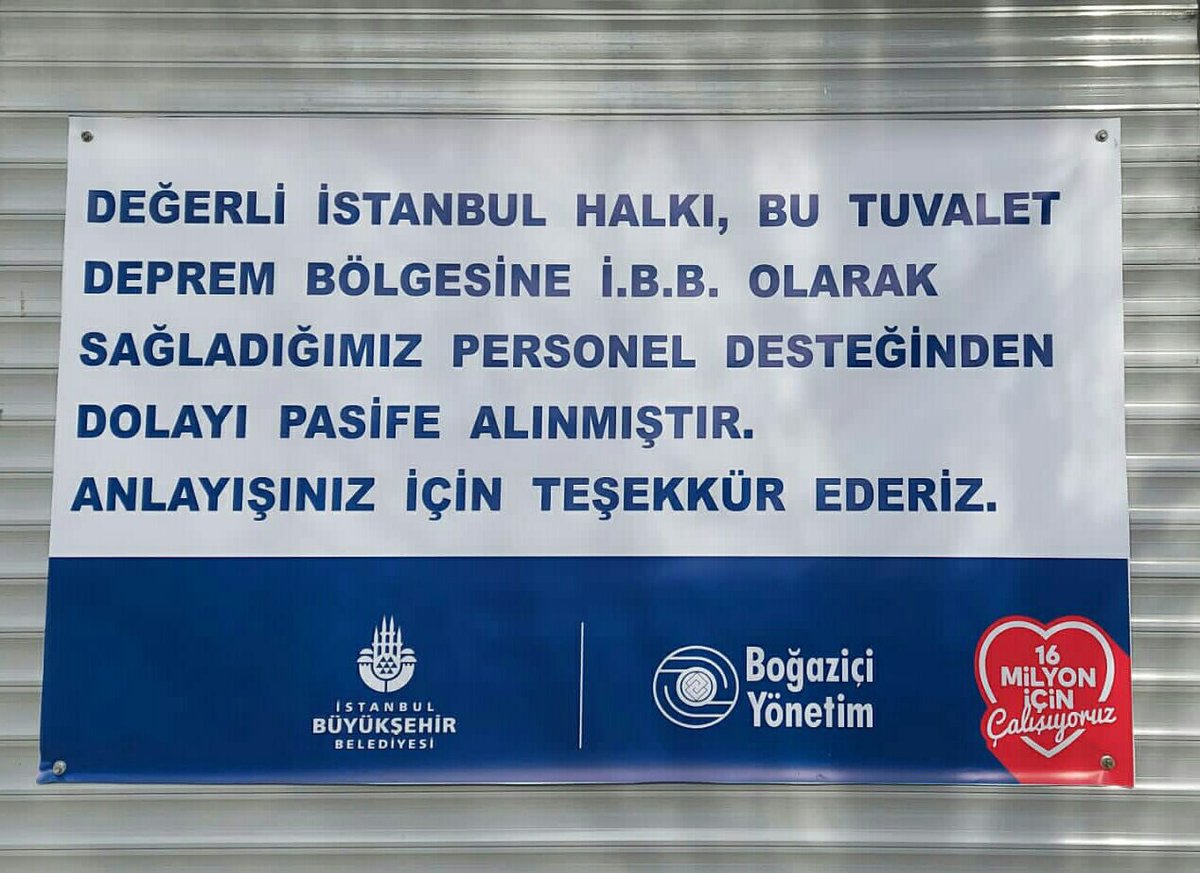 DEĞERLİ İSTANBUL HALKI, BU TUVALET
DEPREM BÖLGESİNE İ.B.B. OLARAK
SAĞLADIĞIMIZ PERSONEL DESTEĞİNDEN
DOLAYI PASİFE ALINMIŞTIR.
ANLAYIŞINIZ İÇİN TEŞEKKÜR EDERİZ.
İSTANBUL
BÜYÜKŞEHİR
BELEDİYESİ
Boğaziçi
Yönetim
16
MİLYON
İÇİN
Çalışıyoruz